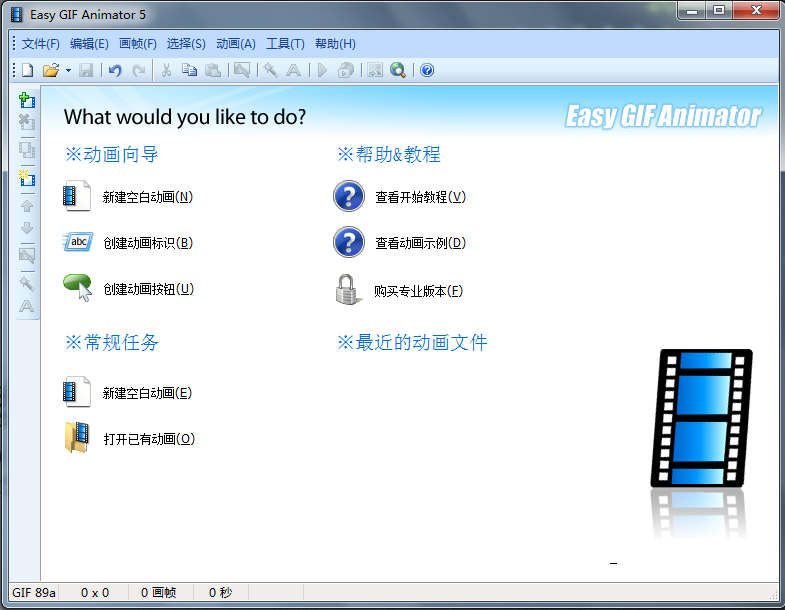 Easy GIF Animator 5
文件(F) 编辑(E) 画帧(F) 选择(S) 动画(A) 工具(T) 帮助(H)
What would you like to do?
Easy GIF Animator
※动画向导
新建空白动画(N)
abc 创建动画标识(B)
创建动画按钮(U)
※帮助&教程
查看开始教程(V)
查看动画示例(D)
购买专业版本(E)
※常规任务
新建空白动画(E)
打开已有动画(O)
※最近的动画文件
GIF 89a 0 x 0 0 画帧 0 秒